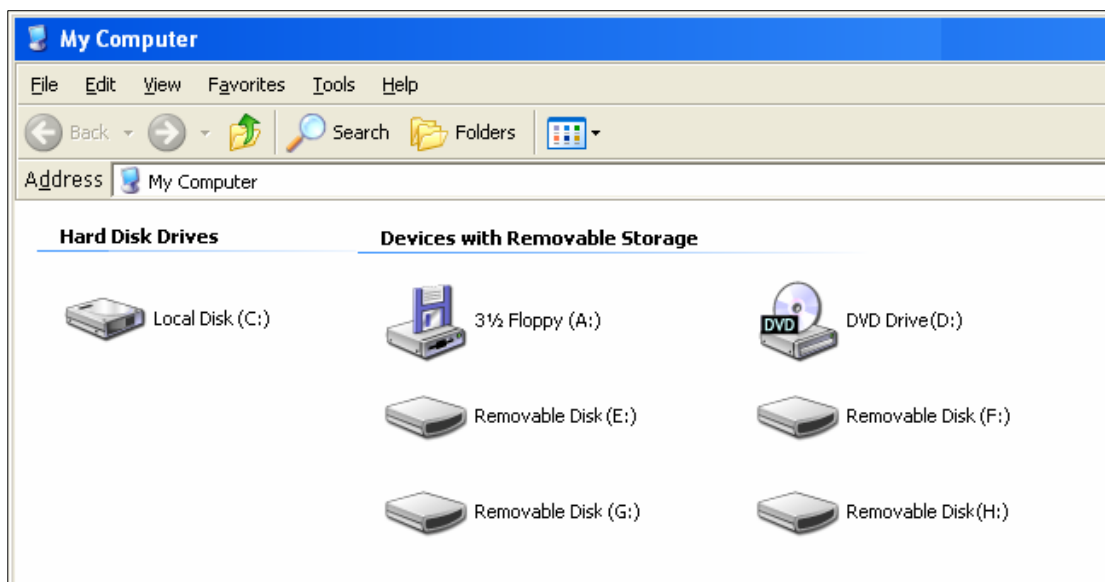 My Computer
File Edit View Favorites Tools Help
Back Search Folders
Address My Computer
Hard Disk Drives Devices with Removable Storage
Local Disk (C:) 3½ Floppy (A:) DVD DVD Drive(D:)
Removable Disk (E:) Removable Disk (F:)
Removable Disk (G:) Removable Disk(H:)